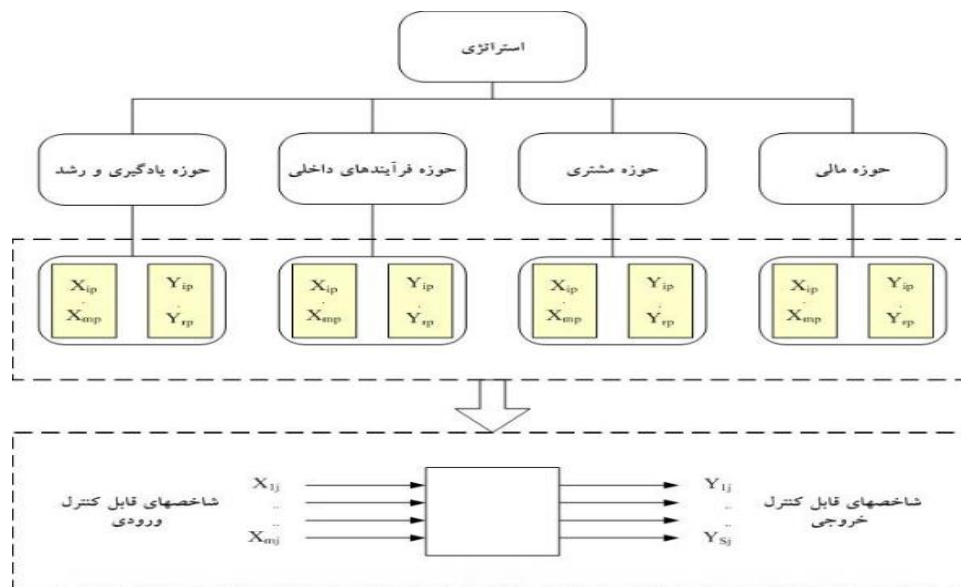 استراتژی
حوزه مالی
حوزه مشتری
حوزه فرآیندهای داخلی
حوزه یادگیری و رشد
X_ip
.
X_mp
Y_ip
.
Y_rp
X_ip
.
X_mp
Y_ip
.
Y_rp
X_ip
.
X_mp
Y_ip
.
Y_rp
X_ip
.
X_mp
Y_ip
.
Y_rp
شاخصهای قابل کنترل
ورودی
X_1j
..
..
X_mj
Y_1j
..
..
Y_Sj
شاخصهای قابل کنترل
خروجی